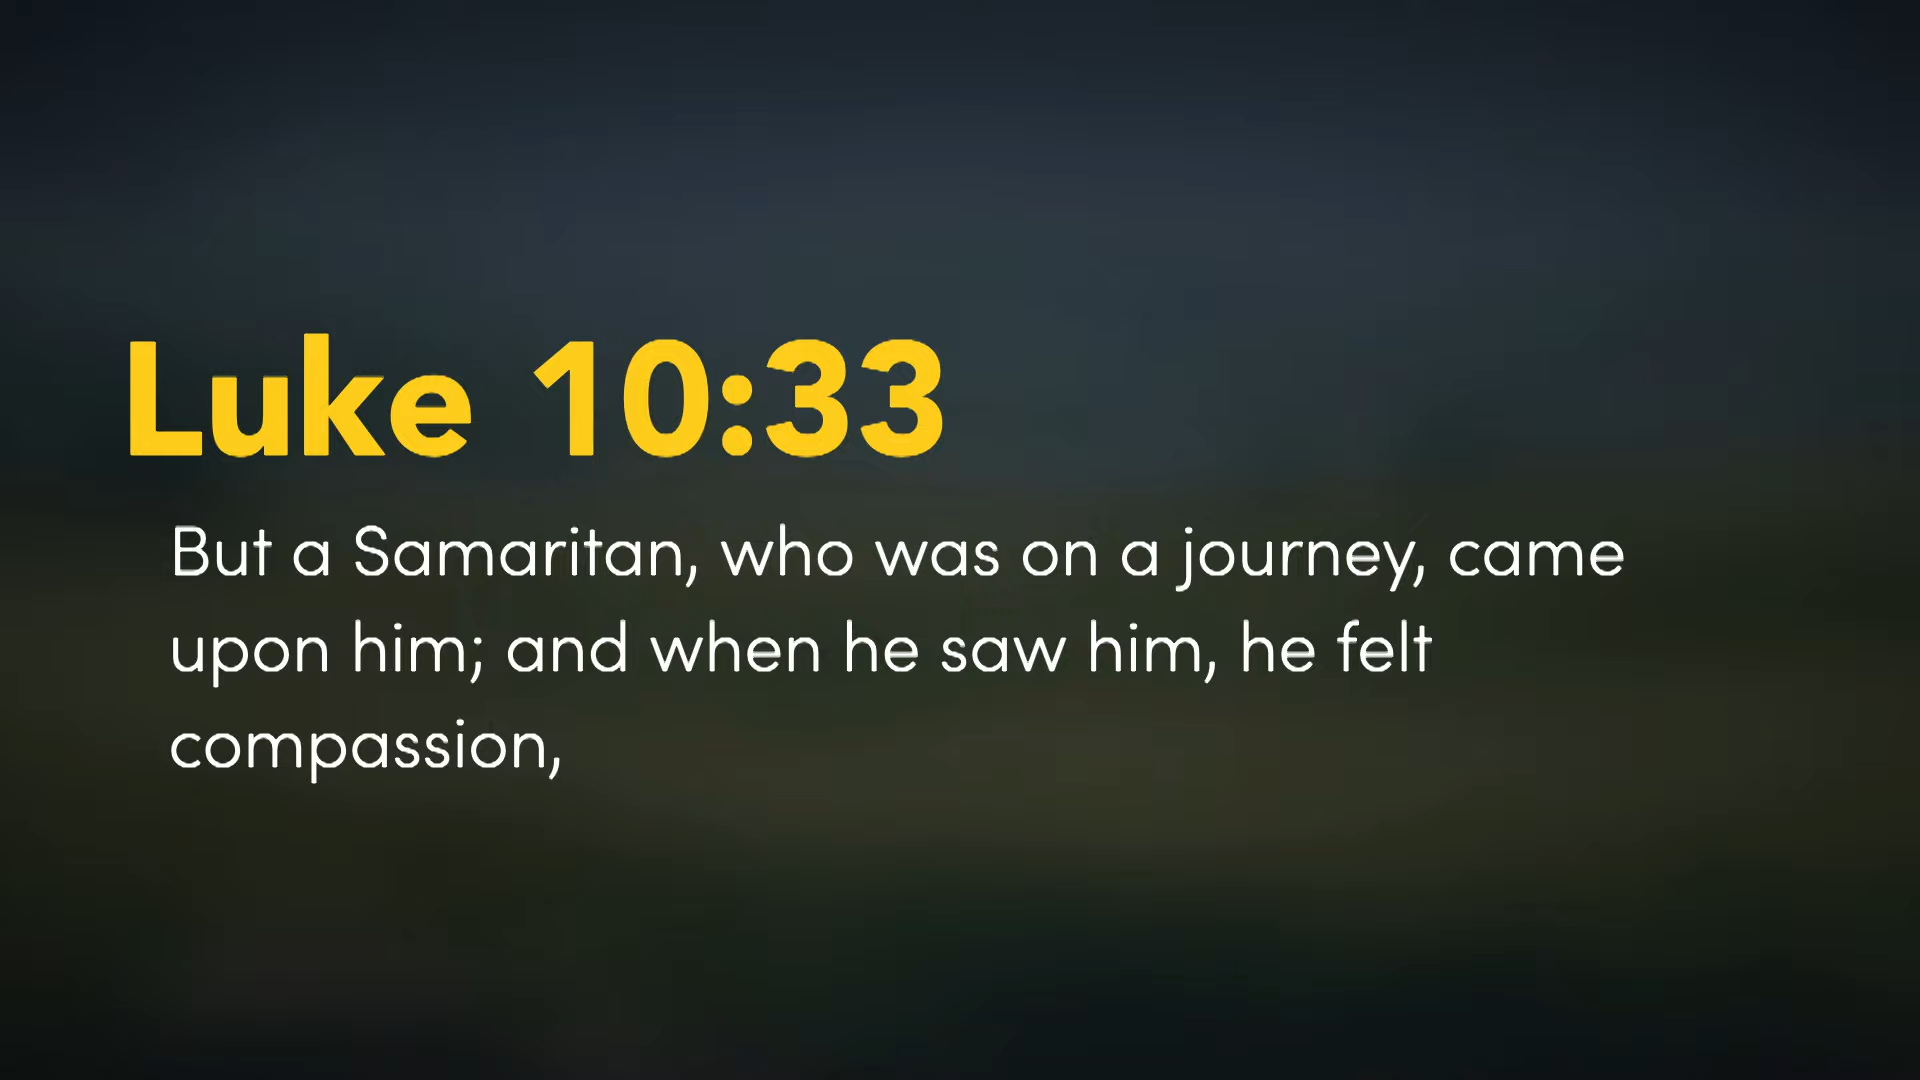 Luke 10:33
But a Samaritan, who was on a journey, came
upon him; and when he saw him, he felt
compassion,